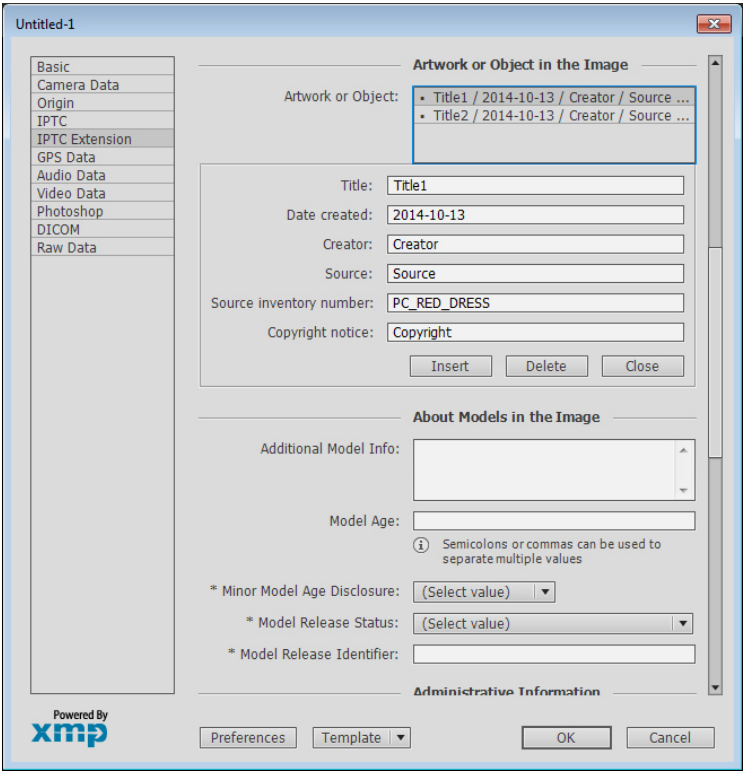 Untitled-1
Basic
Camera Data
Origin
IPTC
IPTC Extension
GPS Data
Audio Data
Video Data
Photoshop
DICOM
Raw Data
Artwork or Object in the Image
Artwork or Object:
▪ Title1 / 2014-10-13 / Creator / Source ...
▪ Title2 / 2014-10-13 / Creator / Source ...
Title: Title1
Date created: 2014-10-13
Creator: Creator
Source: Source
Source inventory number: PC_RED_DRESS
Copyright notice: Copyright
Insert Delete Close
About Models in the Image
Additional Model Info:
Model Age:
Semicolons or commas can be used to
separate multiple values
* Minor Model Age Disclosure: (Select value)
* Model Release Status: (Select value)
* Model Release Identifier:
Administrative Information
Powered By
xmp
Preferences Template OK Cancel